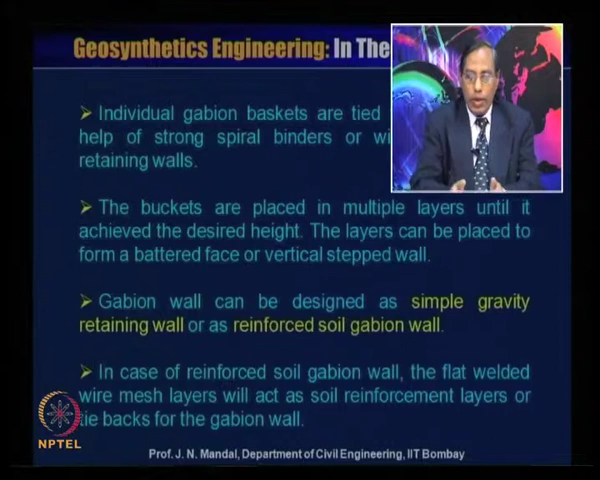 Geosynthetics Engineering: In The
➢ Individual gabion baskets are tied
help of strong spiral binders or
retaining walls.
➢ The buckets are placed in multiple layers until it
achieved the desired height. The layers can be placed to
form a battered face or vertical stepped wall.
➢ Gabion wall can be designed as simple gravity
retaining wall or as reinforced soil gabion wall.
➢ In case of reinforced soil gabion wall, the flat welded
wire mesh layers will act as soil reinforcement layers or
tie backs for the gabion wall.
NPTEL
Prof. J. N. Mandal, Department of Civil Engineering, IIT Bombay